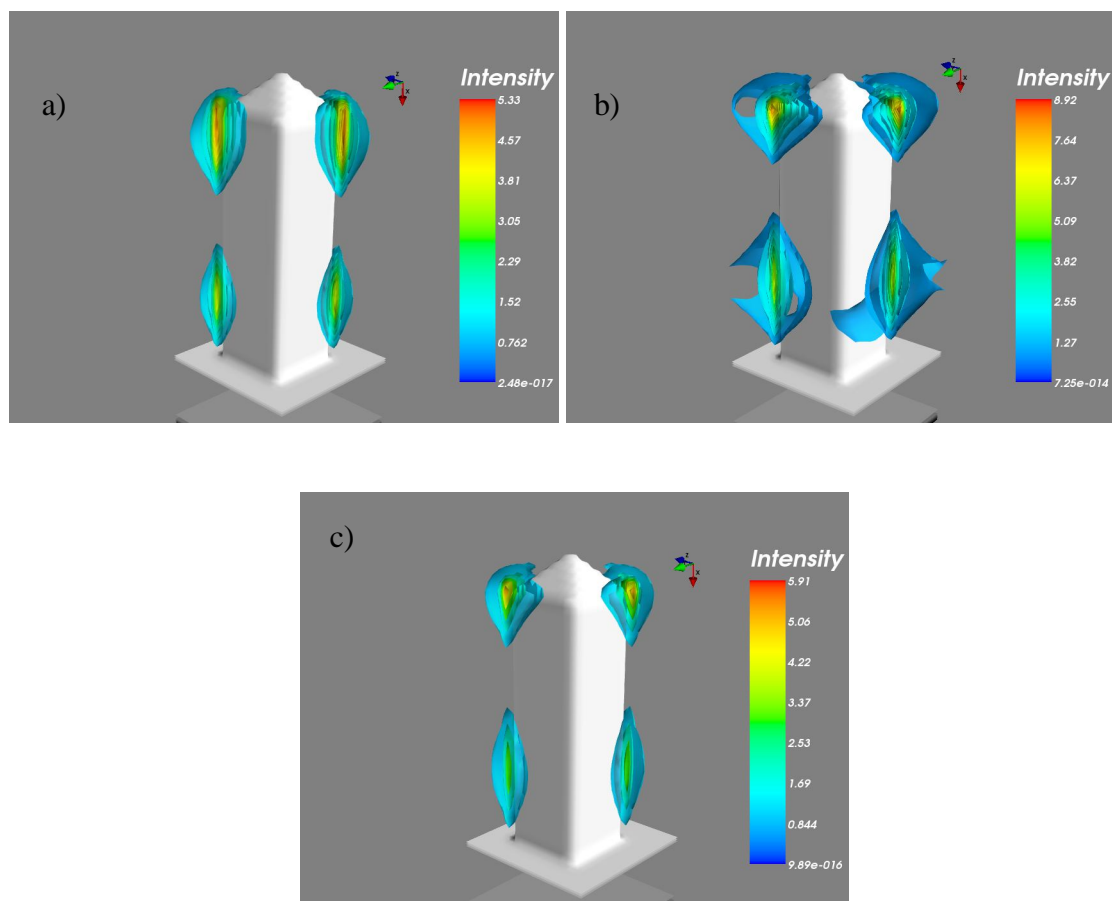 a)
z
x
Intensity
5.33
4.57
3.81
3.05
2.29
1.52
0.762
2.48e-017
b)
z
x
Intensity
8.92
7.64
6.37
5.09
3.82
2.55
1.27
7.25e-014
c)
z
x
Intensity
5.91
5.06
4.22
3.37
2.53
1.69
0.844
9.89e-016